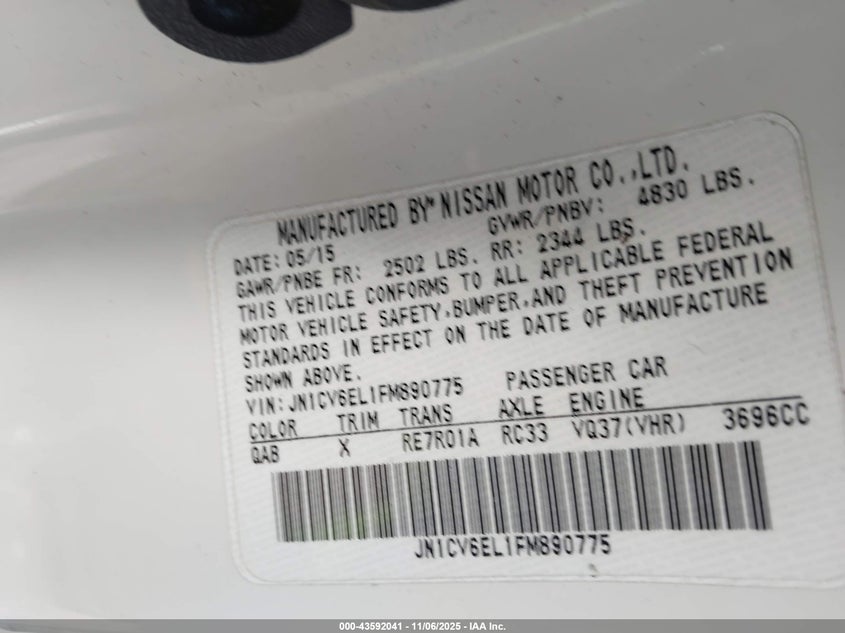 MANUFACTURED BY NISSAN MOTOR CO.,LTD.
DATE: 05/15 GVWR/PNBV: 4830 LBS.
GAWR/PNBE FR: 2502 LBS. RR: 2344 LBS.
THIS VEHICLE CONFORMS TO ALL APPLICABLE FEDERAL
MOTOR VEHICLE SAFETY,BUMPER,AND THEFT PREVENTION
STANDARDS IN EFFECT ON THE DATE OF MANUFACTURE
SHOWN ABOVE.
VIN:JN1CV6EL1FM890775 PASSENGER CAR
COLOR TRIM TRANS AXLE ENGINE
QAB X RE7R01A RC33 VQ37(VHR) 3696CC
JN1CV6EL1FM890775
000-43592041 - 11/06/2025 - IAA Inc.